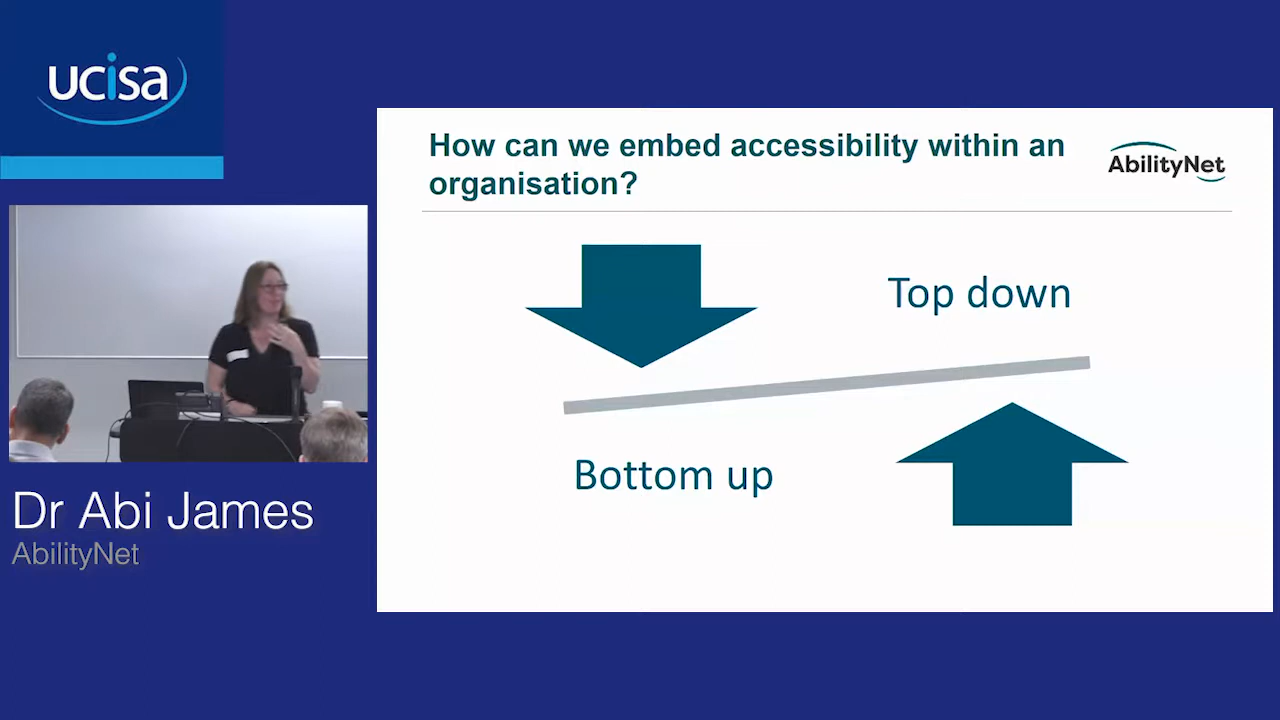 ucisa
How can we embed accessibility within an
organisation?
AbilityNet
Top down
Bottom up
Dr Abi James
AbilityNet